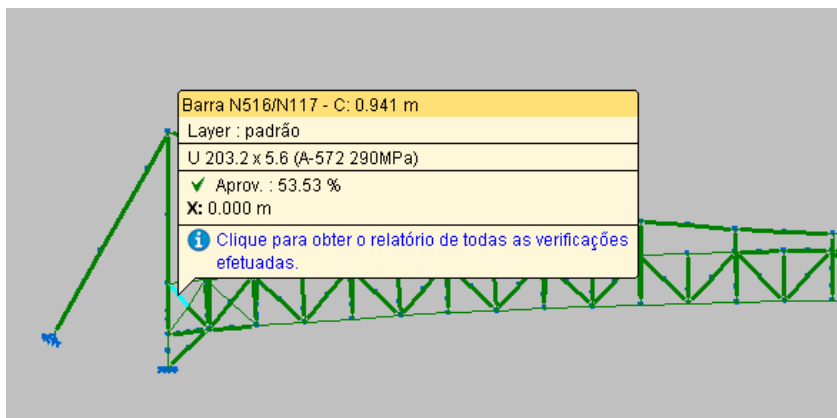 Barra N516/N117 - C: 0.941 m
Layer : padrão
U 203.2 x 5.6 (A-572 290MPa)
✓ Aprov. : 53.53 %
X: 0.000 m
Clique para obter o relatório de todas as verificações
efetuadas.